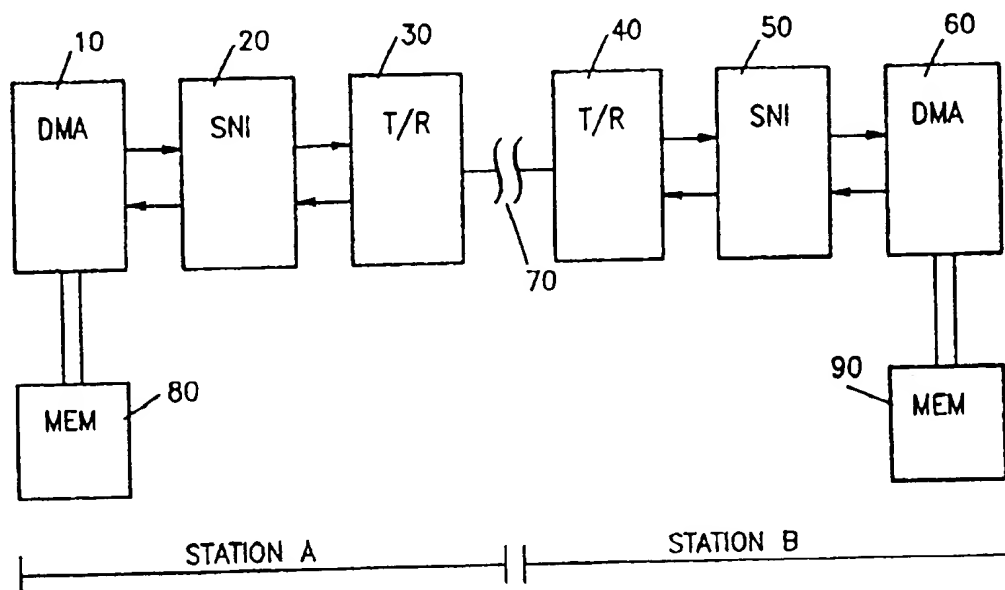 10 20 30 40 50 60
DMA SNI T/R T/R SNI DMA
70
80 90
MEM MEM
STATION A STATION B